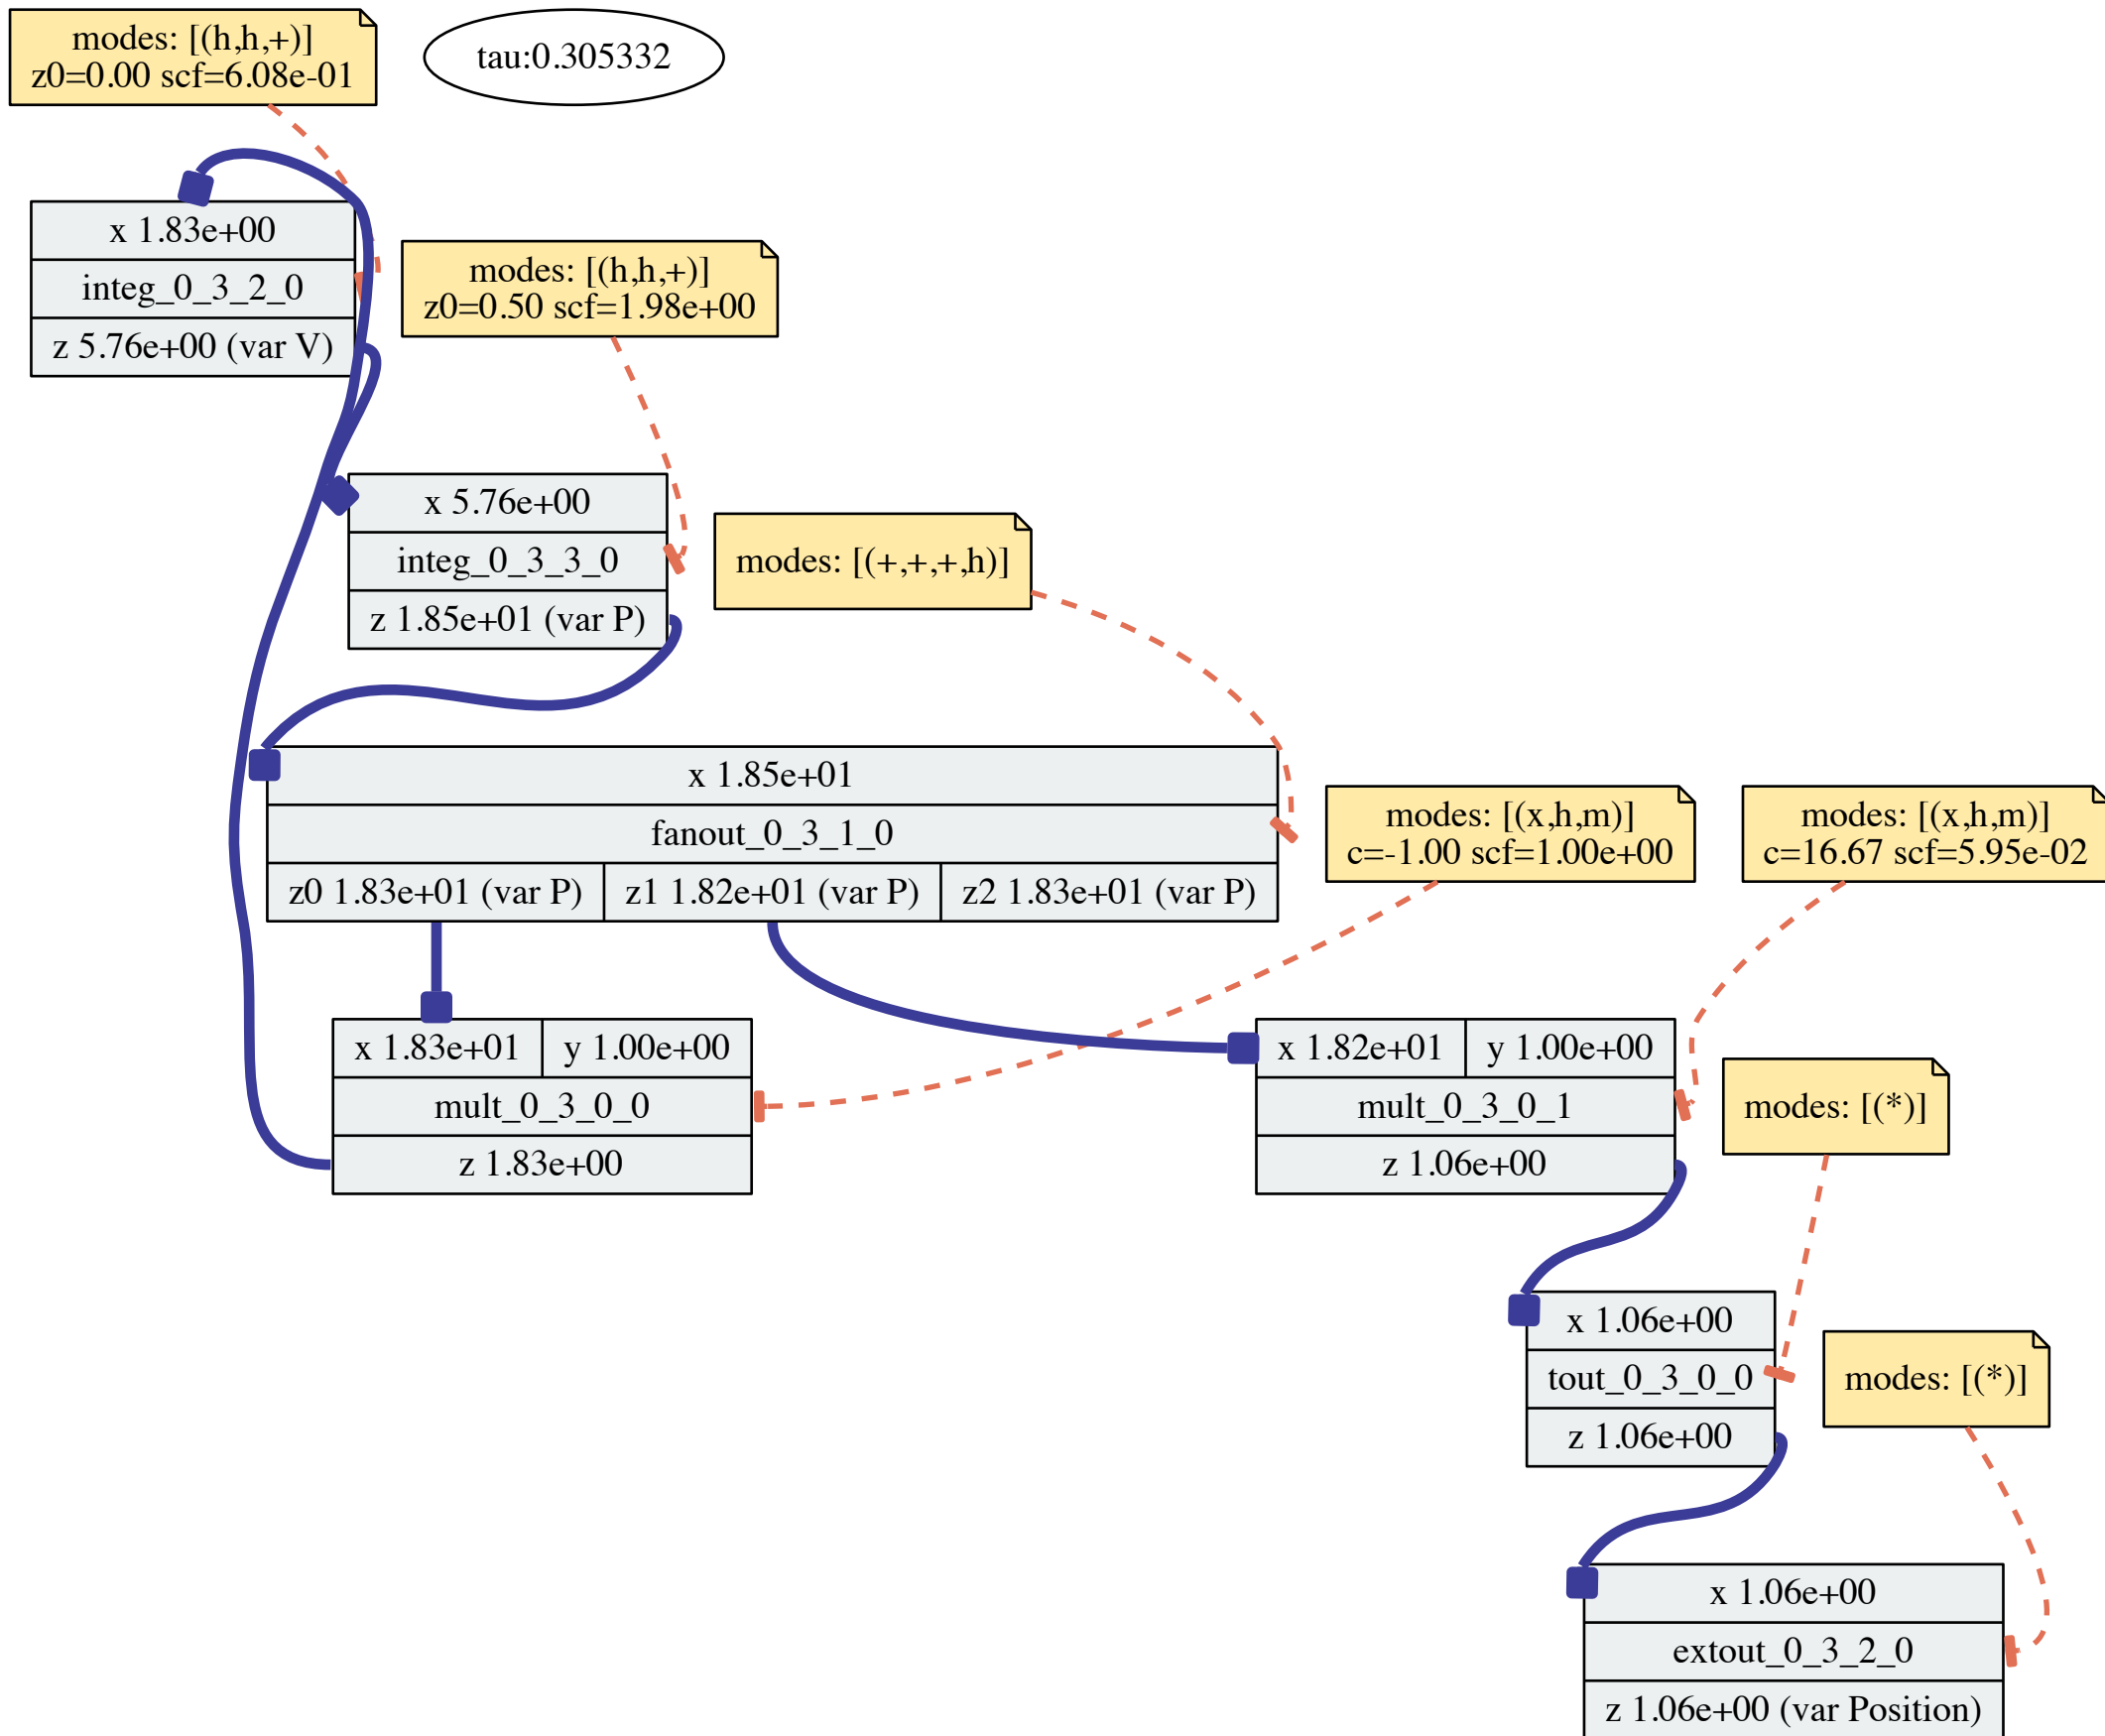 modes: [(h,h,+)]
z0=0.00 scf=6.08e-01
tau:0.305332
x 1.83e+00
integ_0_3_2_0
z 5.76e+00 (var V)
modes: [(h,h,+)]
z0=0.50 scf=1.98e+00
x 5.76e+00
integ_0_3_3_0
z 1.85e+01 (var P)
modes: [(+,+,+,h)]
x 1.85e+01
fanout_0_3_1_0
z0 1.83e+01 (var P)
z1 1.82e+01 (var P)
z2 1.83e+01 (var P)
modes: [(x,h,m)]
c=-1.00 scf=1.00e+00
modes: [(x,h,m)]
c=16.67 scf=5.95e-02
x 1.83e+01
y 1.00e+00
mult_0_3_0_0
z 1.83e+00
x 1.82e+01
y 1.00e+00
mult_0_3_0_1
z 1.06e+00
modes: [(*)]
x 1.06e+00
tout_0_3_0_0
z 1.06e+00
modes: [(*)]
x 1.06e+00
extout_0_3_2_0
z 1.06e+00 (var Position)